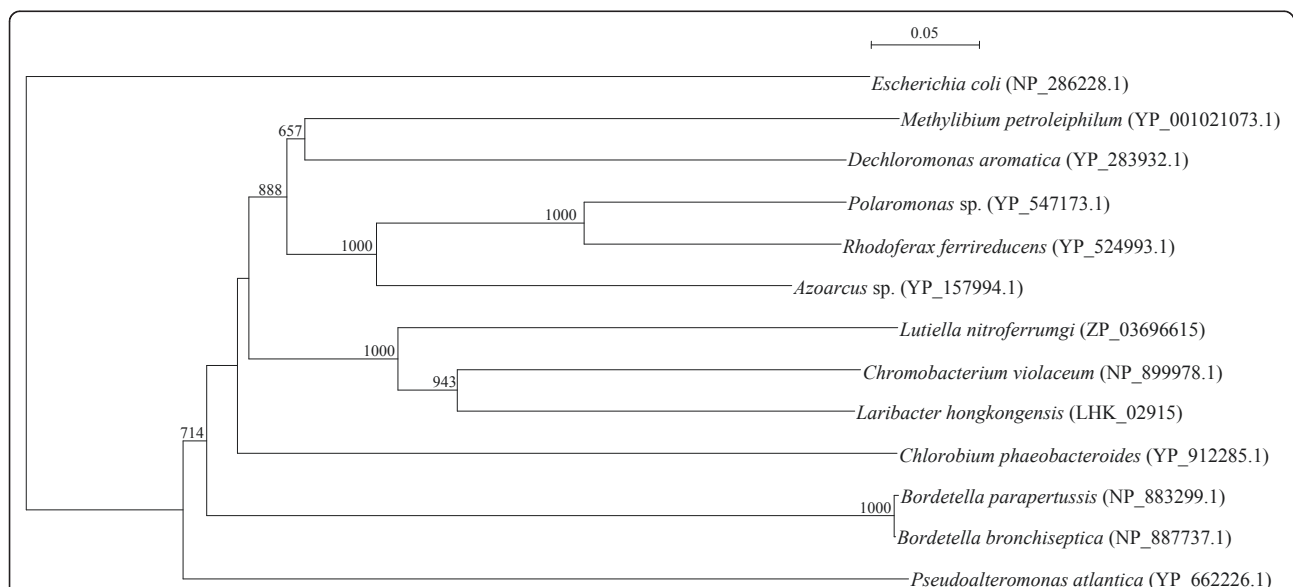 0.05
Escherichia coli (NP_286228.1)
Methylibium petroleiphilum (YP_001021073.1)
657
Dechloromonas aromatica (YP_283932.1)
888
Polaromonas sp. (YP_547173.1)
1000
Rhodoferax ferrireducens (YP_524993.1)
1000
Azoarcus sp. (YP_157994.1)
Lutiella nitroferrumgi (ZP_03696615)
1000
Chromobacterium violaceum (NP_899978.1)
943
Laribacter hongkongensis (LHK_02915)
714
Chlorobium phaeobacteroides (YP_912285.1)
Bordetella parapertussis (NP_883299.1)
1000
Bordetella bronchiseptica (NP_887737.1)
Pseudoalteromonas atlantica (YP_662226.1)